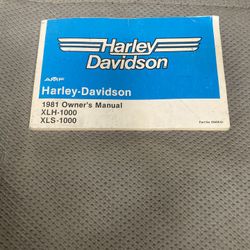 Harley
Davidson
AMF
Harley-Davidson
1981 Owner's Manual
XLH-1000
XLS-1000